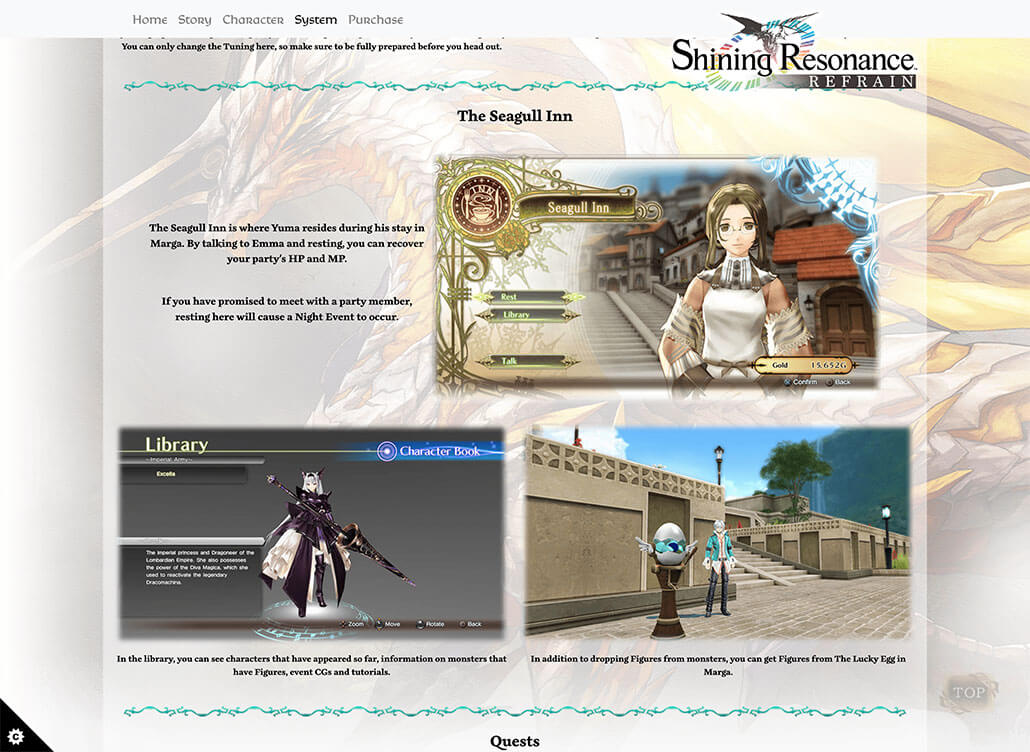 Home Story Character System Purchase
Shining Resonance
REFRAIN
You can only change the Tuning here, so make sure to be fully prepared before you head out.
The Seagull Inn
The Seagull Inn is where Yuma resides during his stay in
Marga. By talking to Emma and resting, you can recover
your party's HP and MP.
If you have promised to meet with a party member,
resting here will cause a Night Event to occur.
INN
Seagull Inn
Rest
Library
Talk
Gold 15,652G
Confirm Back
Library
Character Book
~Imperial Army~
Excella
The Imperial princess and Dragoneer of the
Lombardian Empire. She also possesses
the power of the Diva Magica, which she
used to reactivate the legendary
Dracomachina.
Zoom Move Rotate Back
In the library, you can see characters that have appeared so far, information on monsters that
have Figures, event CGs and tutorials.
In addition to dropping Figures from monsters, you can get Figures from The Lucky Egg in
Marga.
TOP
Quests